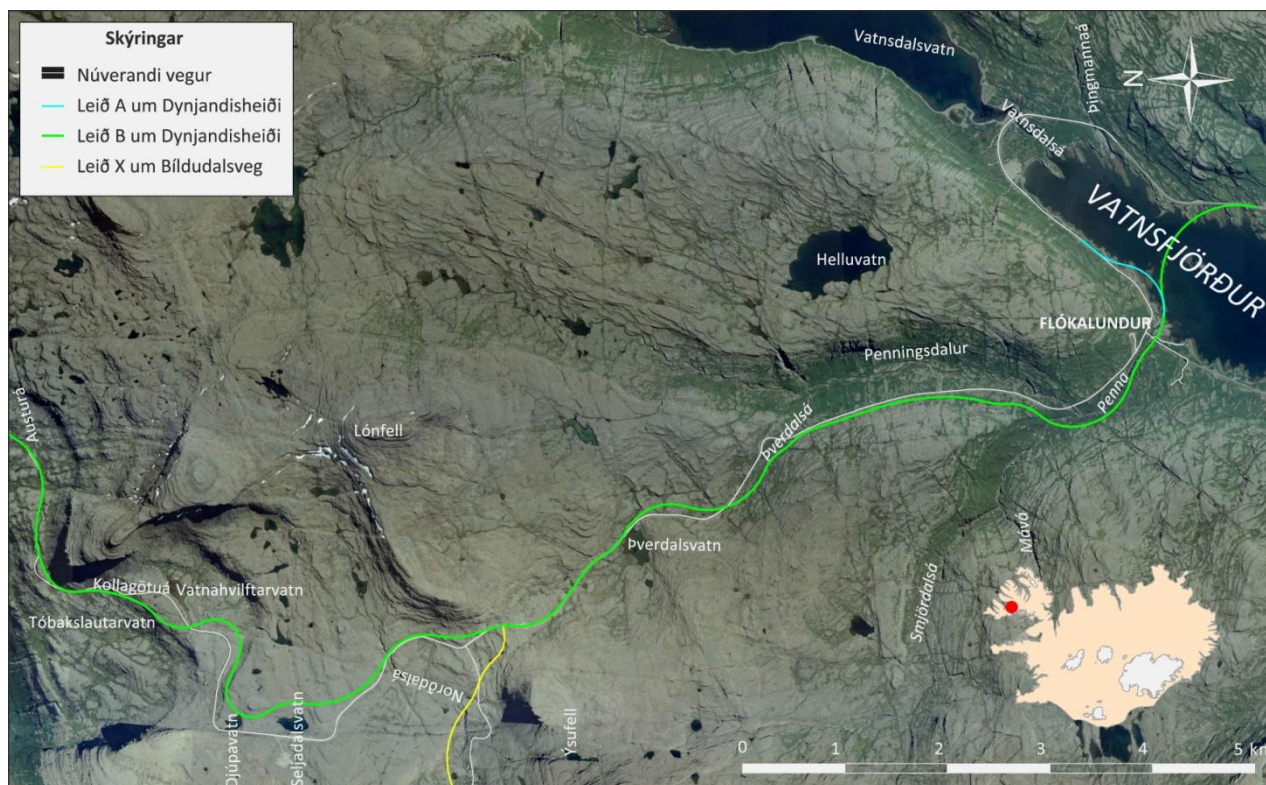 Skýringar
Núverandi vegur
Leið A um Dynjandisheiði
Leið B um Dynjandisheiði
Leið X um Bíldudalsveg
Vatnsdalsvatn
Þingmannaá
N
Vatnsdalsá
VATNSFJÖRÐUR
Helluvatn
FLÓKALUNDUR
Penningsdalur
Penna
Austurá
Lónfell
Þverdalsá
Þverdalsvatn
Mává
Smjördalsá
Kollagötuá
Vatnahvilftarvatn
Tóbakslautarvatn
Norðdalsá
Djúpavatn
Seljadalsvatn
Ýsufell
0 1 2 3 4 5 km